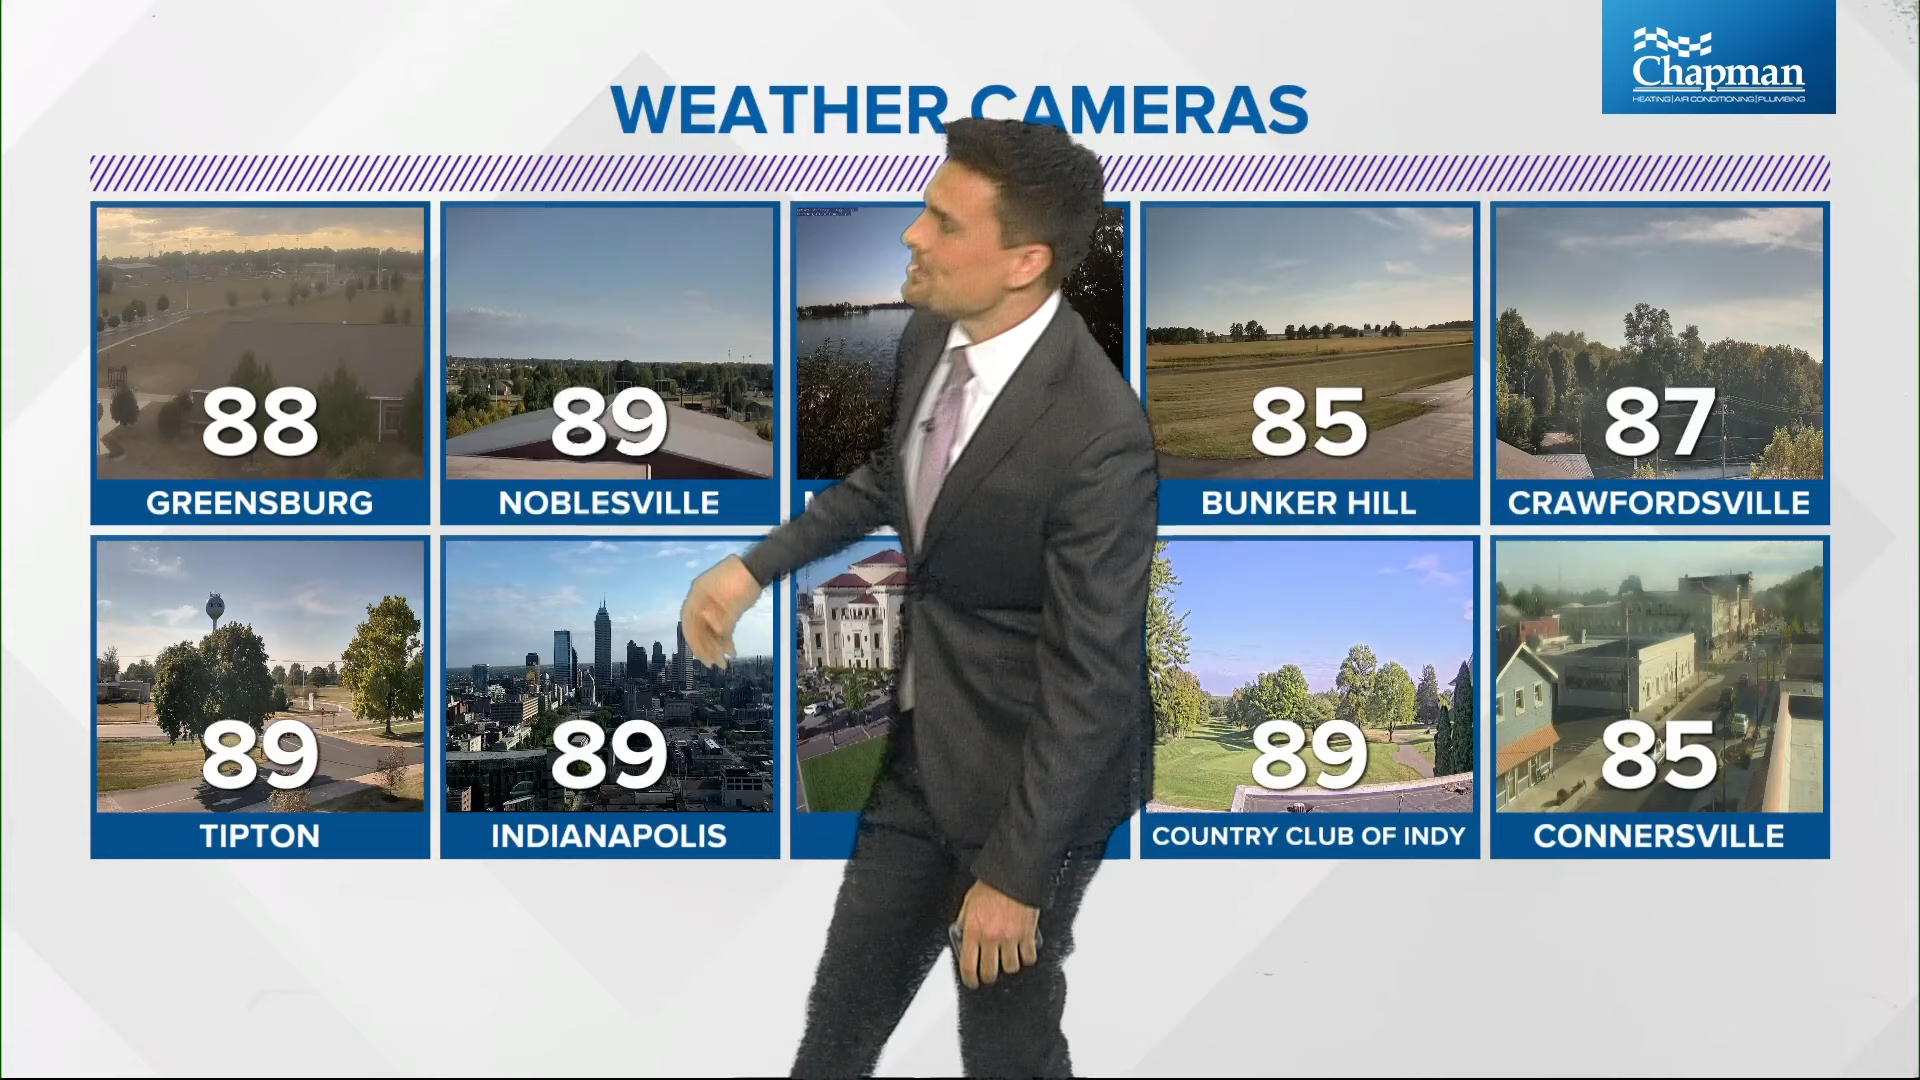 WEATHER CAMERAS
Chapman
HEATING|AIR CONDITIONING|PLUMBING
88
89
85
87
GREENSBURG
NOBLESVILLE
BUNKER HILL
CRAWFORDSVILLE
89
89
89
85
TIPTON
INDIANAPOLIS
COUNTRY CLUB OF INDY
CONNERSVILLE